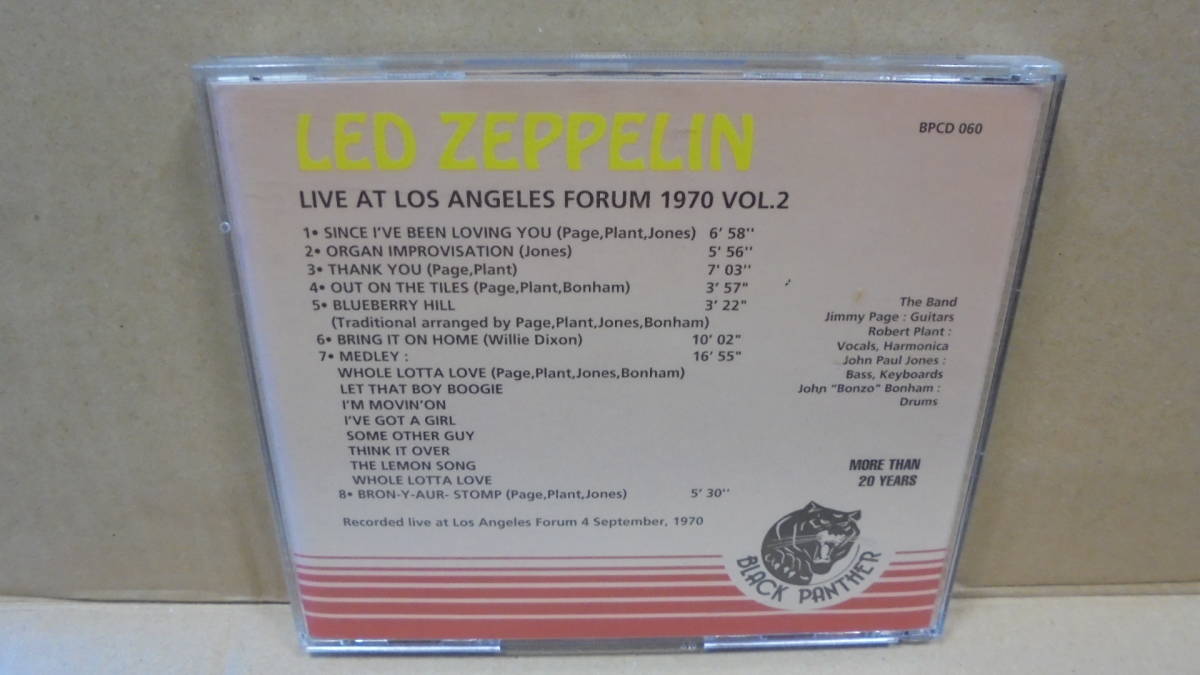 LED ZEPPELIN
BPCD 060
LIVE AT LOS ANGELES FORUM 1970 VOL.2
1• SINCE I'VE BEEN LOVING YOU (Page,Plant,Jones) 6' 58''
2• ORGAN IMPROVISATION (Jones) 5' 56''
3• THANK YOU (Page,Plant) 7' 03''
4• OUT ON THE TILES (Page,Plant,Bonham) 3' 57"
5• BLUEBERRY HILL 3' 22"
(Traditional arranged by Page,Plant,Jones,Bonham)
6• BRING IT ON HOME (Willie Dixon) 10' 02"
7• MEDLEY : 16' 55"
WHOLE LOTTA LOVE (Page,Plant,Jones,Bonham)
LET THAT BOY BOOGIE
I'M MOVIN'ON
I'VE GOT A GIRL
SOME OTHER GUY
THINK IT OVER
THE LEMON SONG
WHOLE LOTTA LOVE
8• BRON-Y-AUR- STOMP (Page,Plant,Jones) 5' 30''
Recorded live at Los Angeles Forum 4 September, 1970
The Band
Jimmy Page : Guitars
Robert Plant :
Vocals, Harmonica
John Paul Jones :
Bass, Keyboards
John "Bonzo" Bonham :
Drums
MORE THAN
20 YEARS
BLACK PANTHER